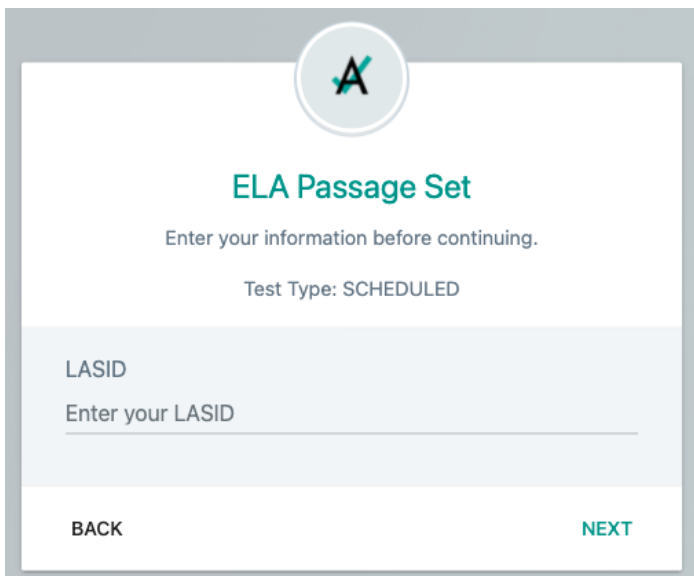 ELA Passage Set
Enter your information before continuing.
Test Type: SCHEDULED
LASID
Enter your LASID
BACK
NEXT